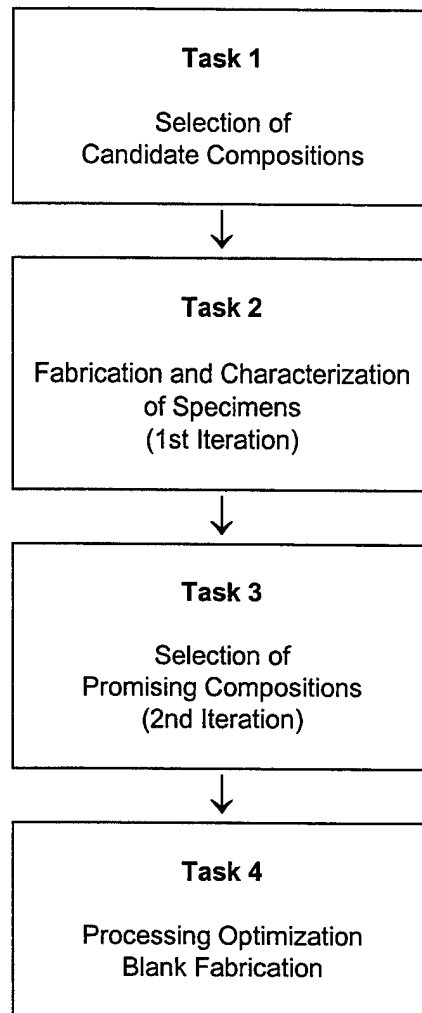 Task 1
Selection of
Candidate Compositions
Task 2
Fabrication and Characterization
of Specimens
(1st Iteration)
Task 3
Selection of
Promising Compositions
(2nd Iteration)
Task 4
Processing Optimization
Blank Fabrication